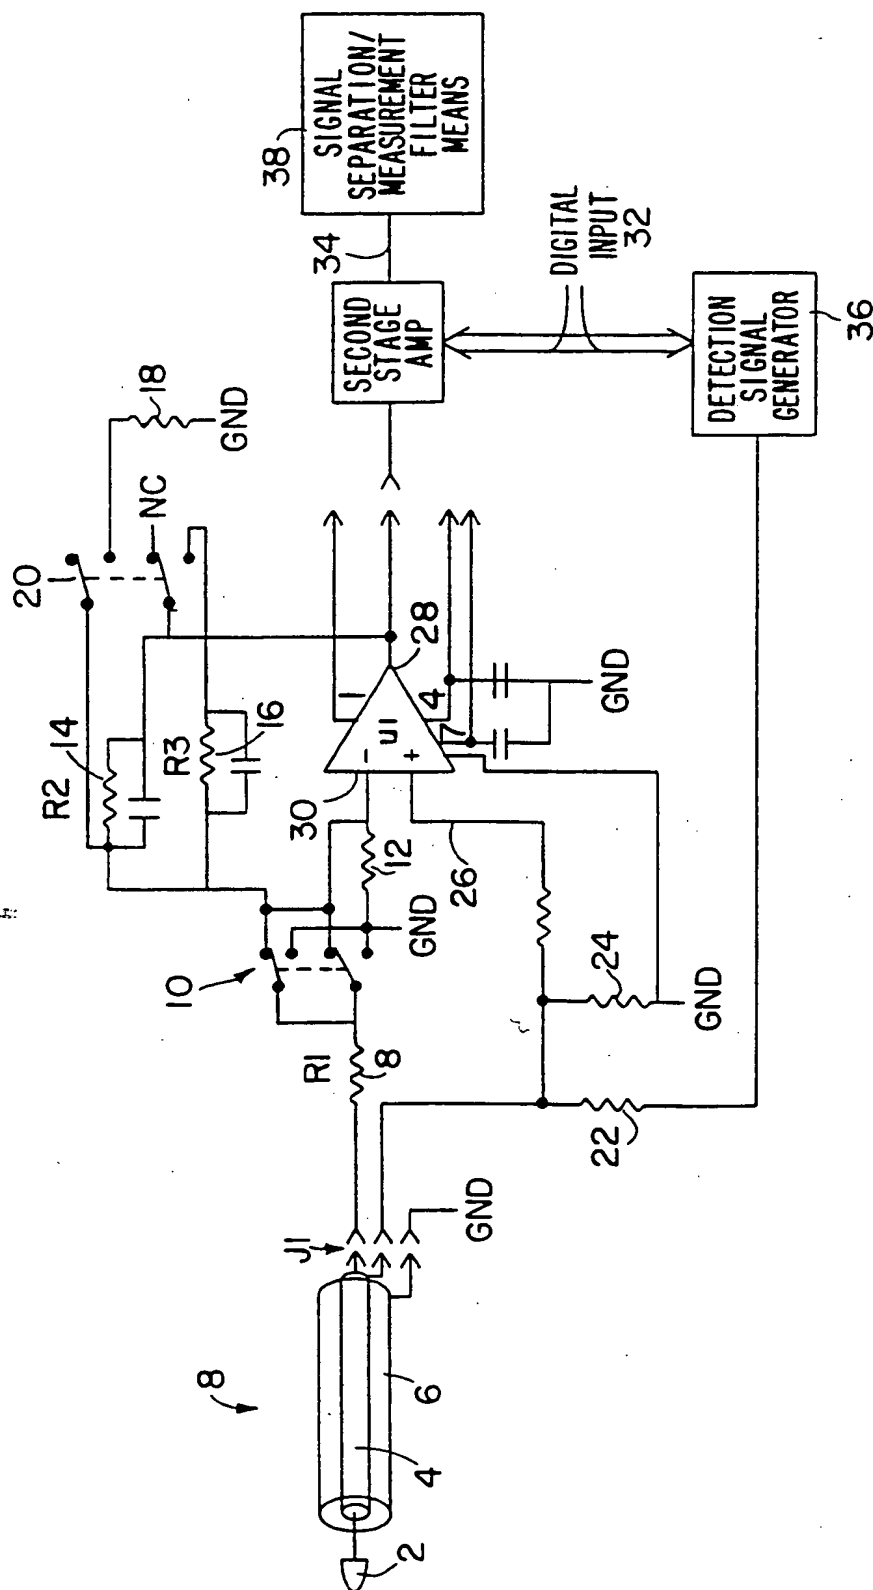 38
SIGNAL
SEPARATION/
MEASUREMENT
FILTER
MEANS
34
SECOND
STAGE
AMP
DIGITAL
INPUT
32
DETECTION
SIGNAL
GENERATOR
36
18
GND
NC
20
R2
14
R3
16
1
28
4
7
U1
-
+
30
12
26
GND
GND
10
R1
8
24
GND
22
J1
GND
8
6
4
2